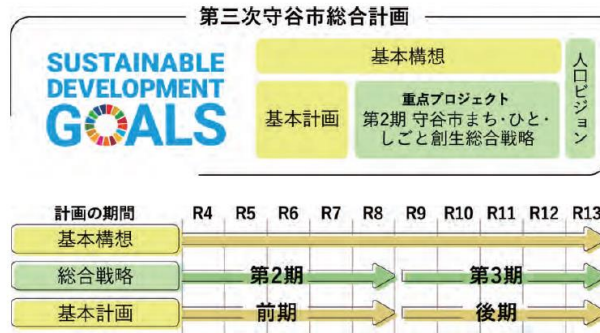 第三次守谷市総合計画
SUSTAINABLE
DEVELOPMENT
GOALS
基本構想
基本計画
重点プロジェクト
第2期 守谷市まち・ひと・
しごと創生総合戦略
人口ビジョン
計画の期間 R4 R5 R6 R7 R8 R9 R10 R11 R12 R13
基本構想
総合戦略 第2期 第3期
基本計画 前期 後期